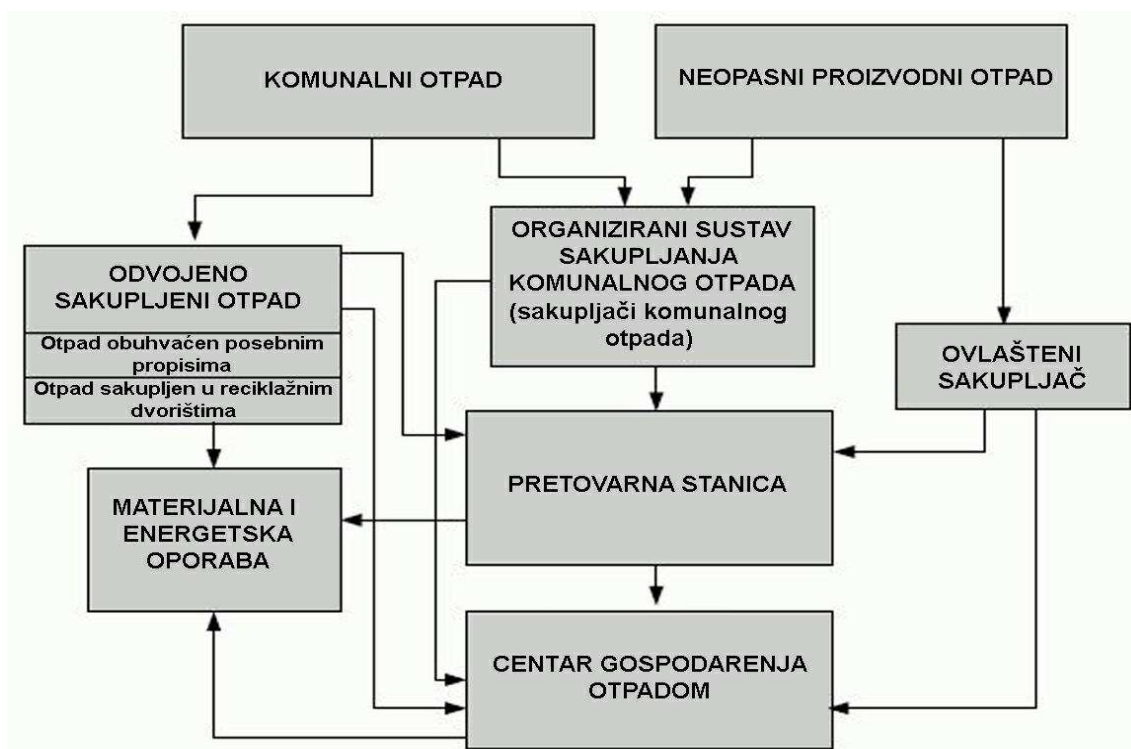 KOMUNALNI OTPAD
NEOPASNI PROIZVODNI OTPAD
ORGANIZIRANI SUSTAV
SAKUPLJANJA
KOMUNALNOG OTPADA
(sakupljači komunalnog
otpada)
ODVOJENO
SAKUPLJENI OTPAD
Otpad obuhvaćen posebnim
propisima
Otpad sakupljen u reciklažnim
dvorištima
OVLAŠTENI
SAKUPLJAČ
PRETOVARNA STANICA
MATERIJALNA I
ENERGETSKA
OPORABA
CENTAR GOSPODARENJA
OTPADOM